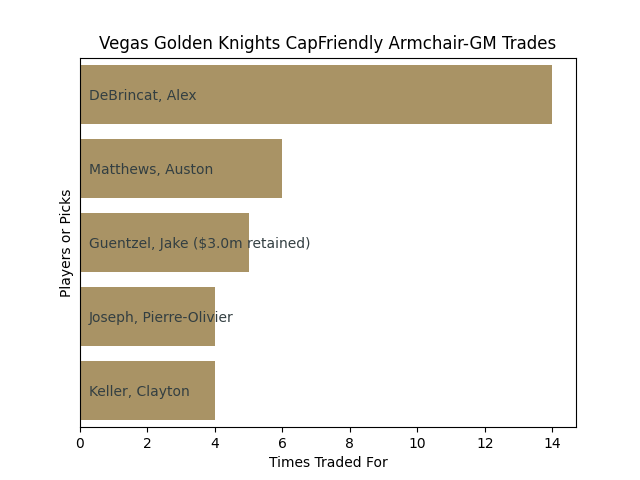 Vegas Golden Knights CapFriendly Armchair-GM Trades
Players or Picks
DeBrincat, Alex
Matthews, Auston
Guentzel, Jake ($3.0m retained)
Joseph, Pierre-Olivier
Keller, Clayton
0 2 4 6 8 10 12 14
Times Traded For